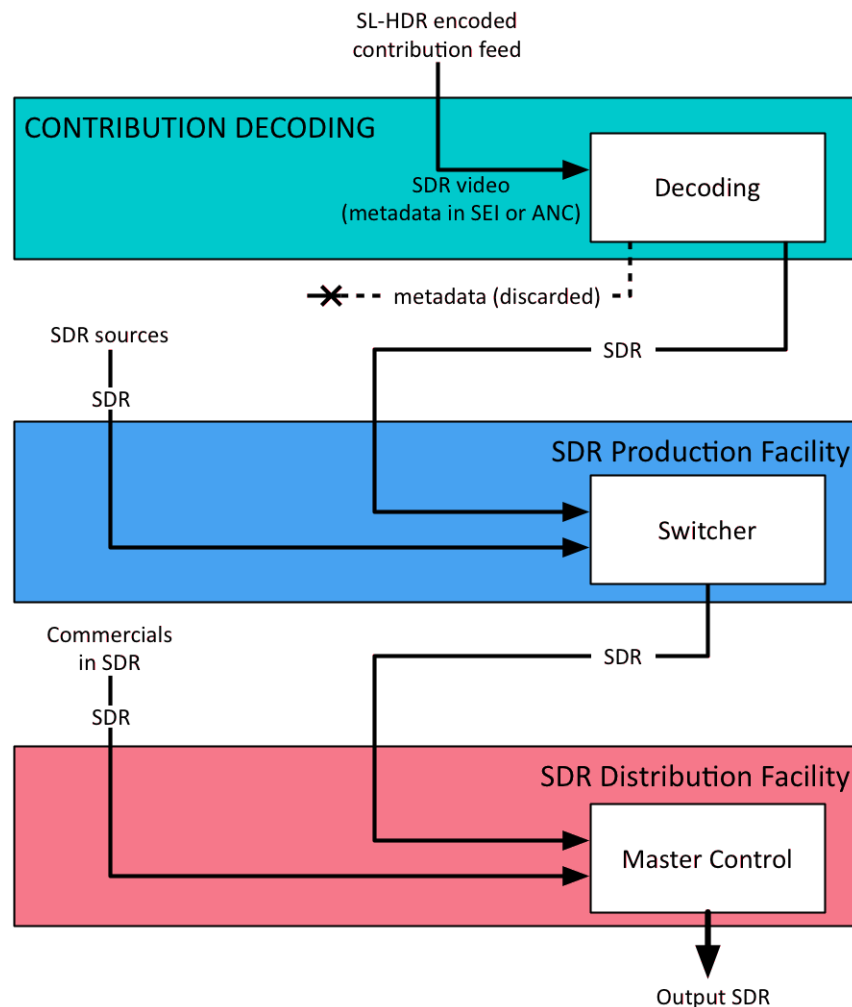 SL-HDR encoded
contribution feed
CONTRIBUTION DECODING
SDR video
(metadata in SEI or ANC)
Decoding
metadata (discarded)
SDR sources
SDR
SDR
SDR Production Facility
Switcher
Commercials
in SDR
SDR
SDR
SDR Distribution Facility
Master Control
Output SDR